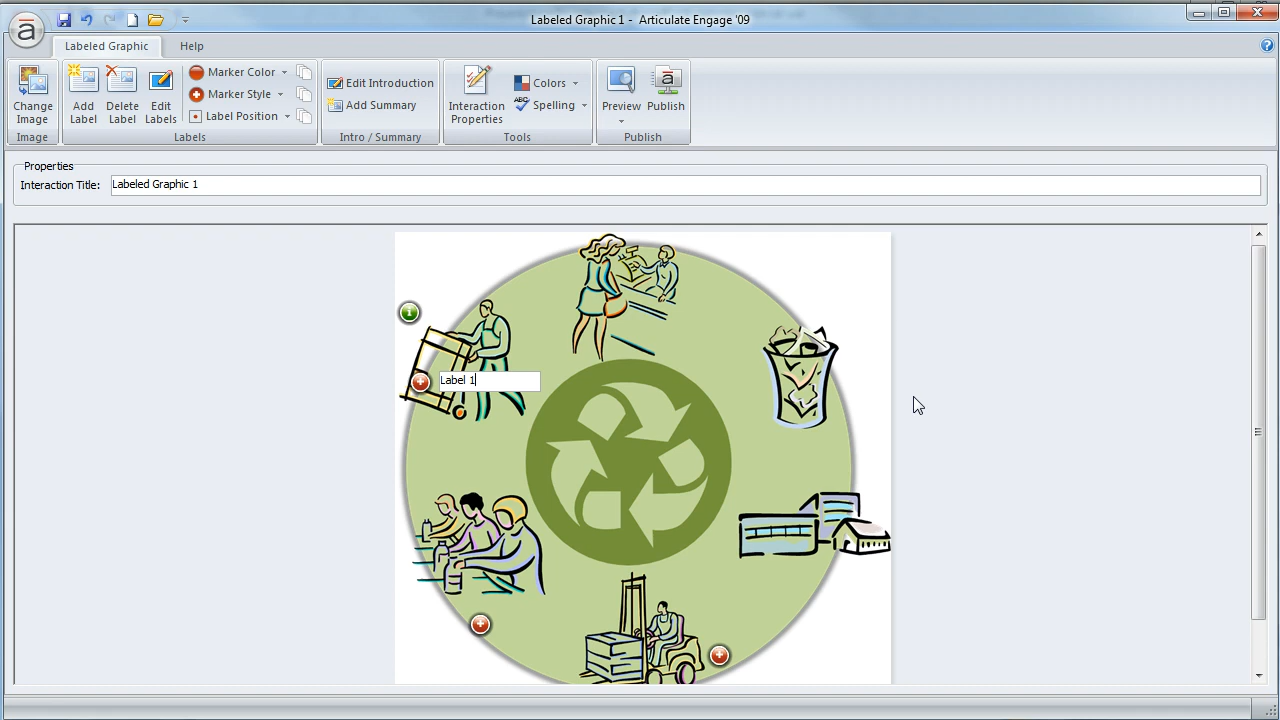 Labeled Graphic 1 - Articulate Engage '09
Labeled Graphic Help
Change Image
Add Label
Delete Label
Edit Labels
Marker Color
Marker Style
Label Position
Edit Introduction
Add Summary
Interaction Properties
Colors
ABC
Spelling
Preview
Publish
Image
Labels
Intro / Summary
Tools
Publish
Properties
Interaction Title: Labeled Graphic 1
Label 1